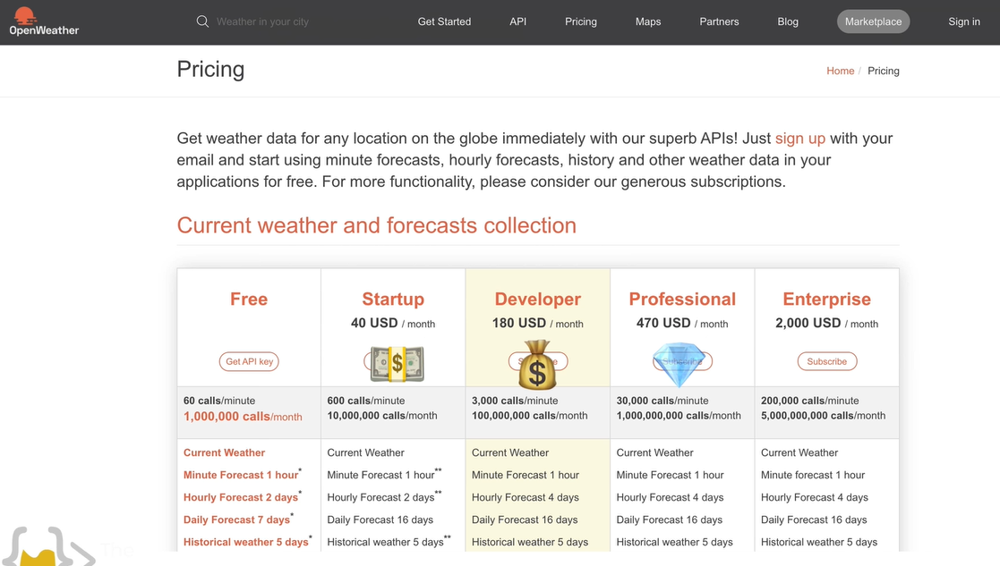 OpenWeather
Weather in your city
Get Started
API
Pricing
Maps
Partners
Blog
Marketplace
Sign in
Pricing
Home / Pricing
Get weather data for any location on the globe immediately with our superb APIs! Just sign up with your
email and start using minute forecasts, hourly forecasts, history and other weather data in your
applications for free. For more functionality, please consider our generous subscriptions.
Current weather and forecasts collection
Free
Startup
Developer
Professional
Enterprise
40 USD / month
180 USD / month
470 USD / month
2,000 USD / month
Get API key
$
$
Subscribe
Subscribe
60 calls/minute
1,000,000 calls/month
600 calls/minute
10,000,000 calls/month
3,000 calls/minute
100,000,000 calls/month
30,000 calls/minute
1,000,000,000 calls/month
200,000 calls/minute
5,000,000,000 calls/month
Current Weather
Minute Forecast 1 hour*
Hourly Forecast 2 days*
Daily Forecast 7 days*
Historical weather 5 days*
Current Weather
Minute Forecast 1 hour**
Hourly Forecast 2 days**
Daily Forecast 16 days
Historical weather 5 days**
Current Weather
Minute Forecast 1 hour
Hourly Forecast 4 days
Daily Forecast 16 days
Historical weather 5 days
Current Weather
Minute Forecast 1 hour
Hourly Forecast 4 days
Daily Forecast 16 days
Historical weather 5 days
Current Weather
Minute forecast 1 hour
Hourly Forecast 4 days
Daily Forecast 16 days
Historical weather 5 days
The